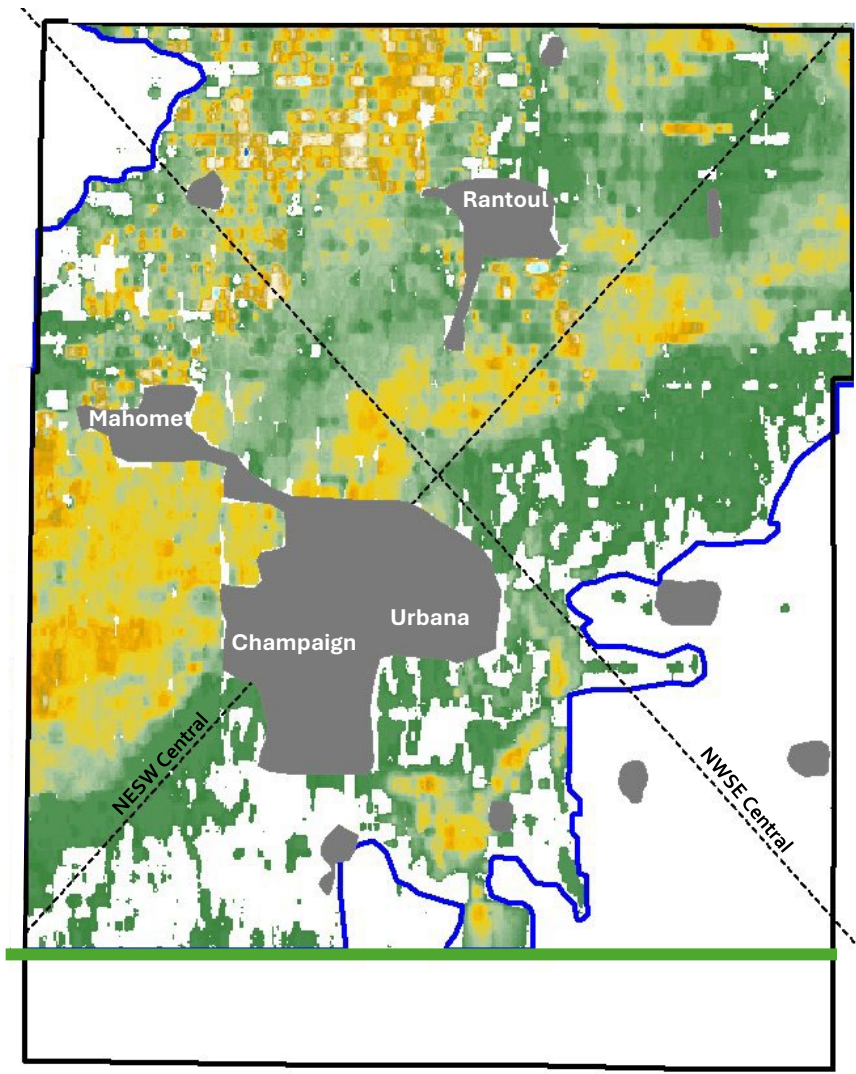 Rantoul
Mahomet
Urbana
Champaign
NESW Central
NWSE Central